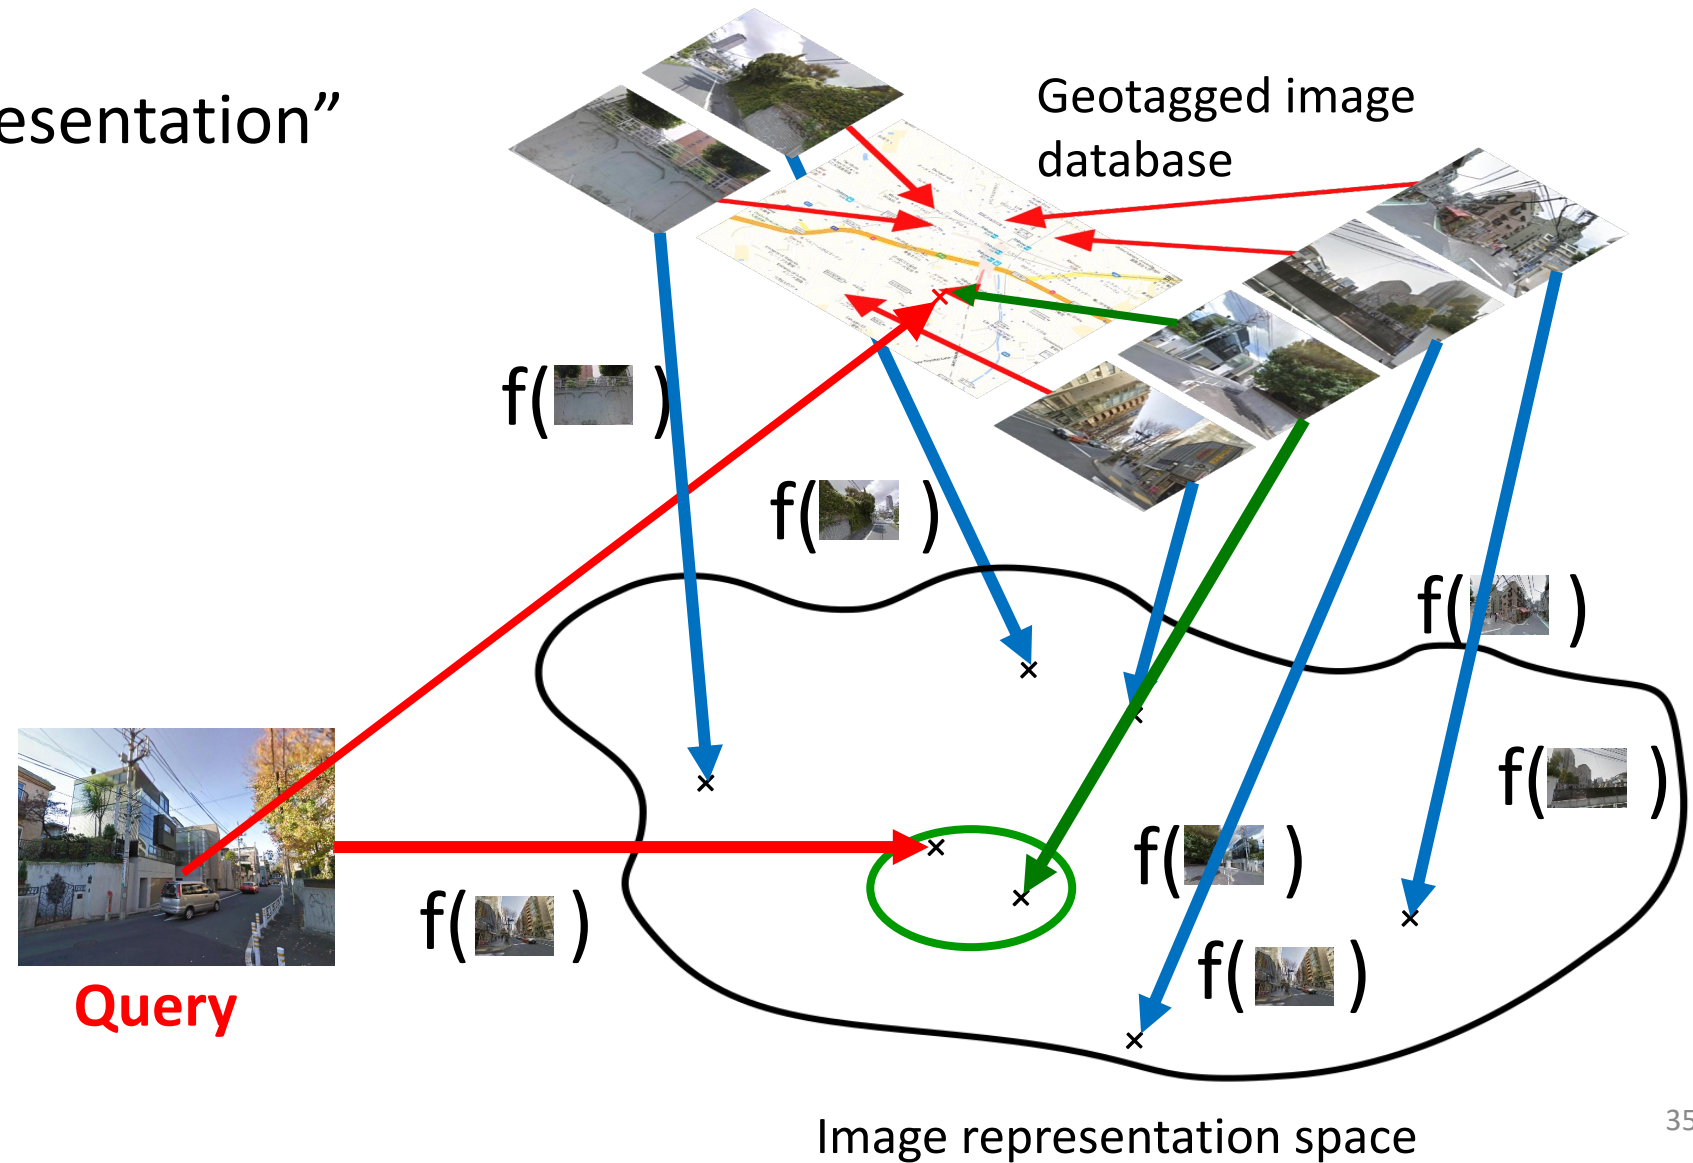 esentation”
Geotagged image
database
f( )
f( )
f( )
f( )
f( )
f( )
f( )
Query
Image representation space
35